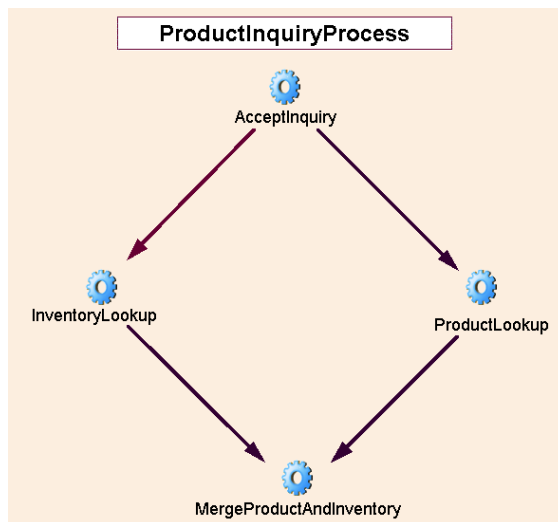 ProductInquiryProcess
AcceptInquiry
InventoryLookup
ProductLookup
MergeProductAndInventory